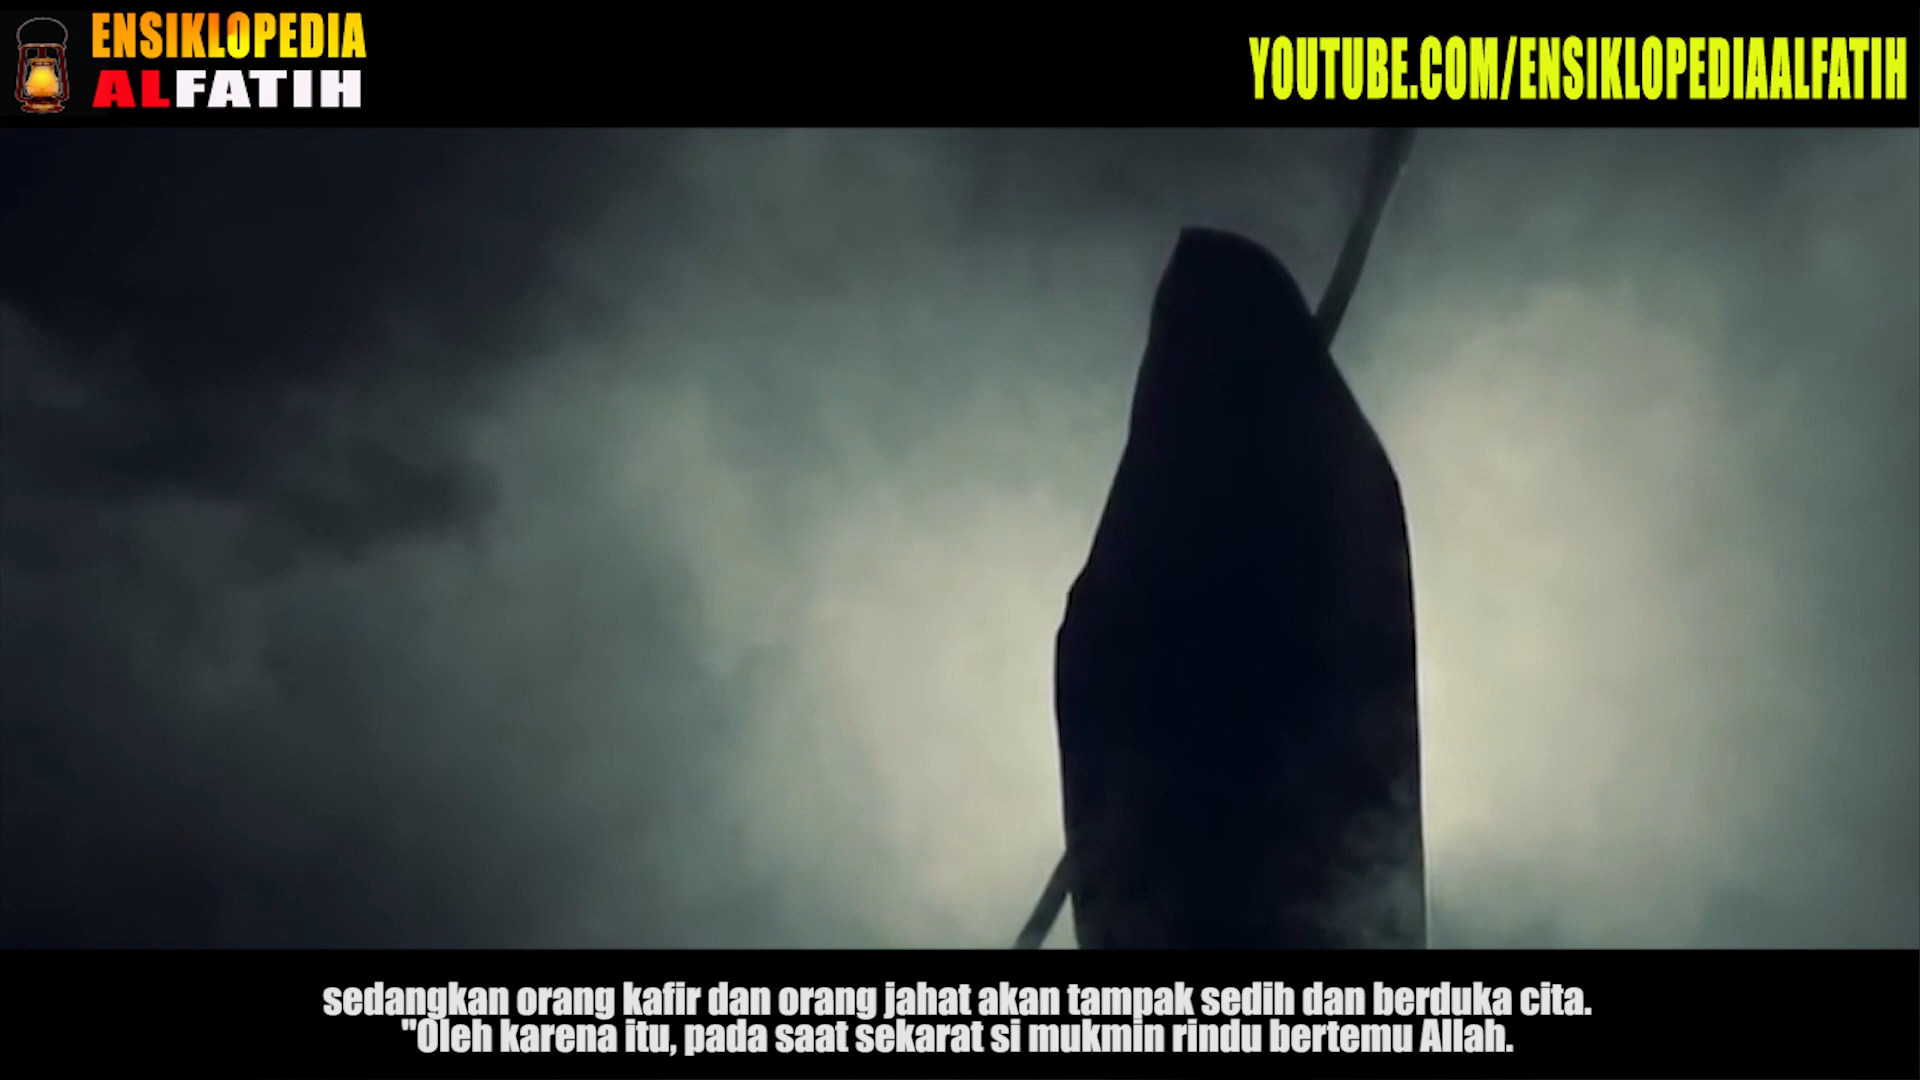 ENSIKLOPEDIA
ALFATIH
YOUTUBE.COM/ENSIKLOPEDIAALFATIH
sedangkan orang kafir dan orang jahat akan tampak sedih dan berduka cita.
"Oleh karena itu, pada saat sekarat si mukmin rindu bertemu Allah.